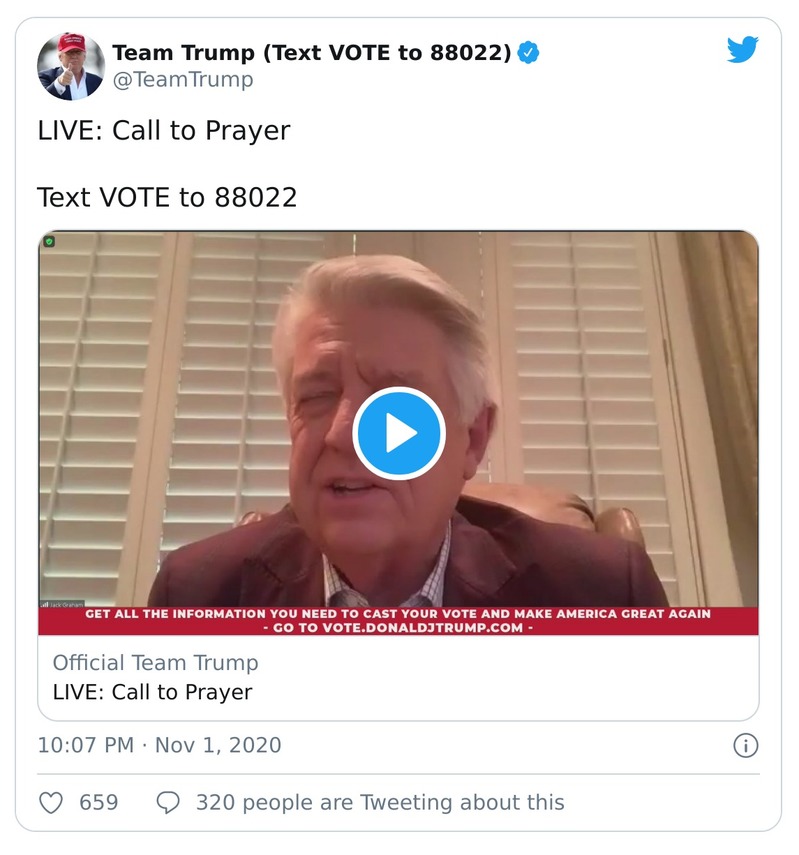 Team Trump (Text VOTE to 88022)
@TeamTrump
LIVE: Call to Prayer
Text VOTE to 88022
Jack Graham
GET ALL THE INFORMATION YOU NEED TO CAST YOUR VOTE AND MAKE AMERICA GREAT AGAIN
- GO TO VOTE.DONALDJTRUMP.COM -
Official Team Trump
LIVE: Call to Prayer
10:07 PM · Nov 1, 2020
659
320 people are Tweeting about this